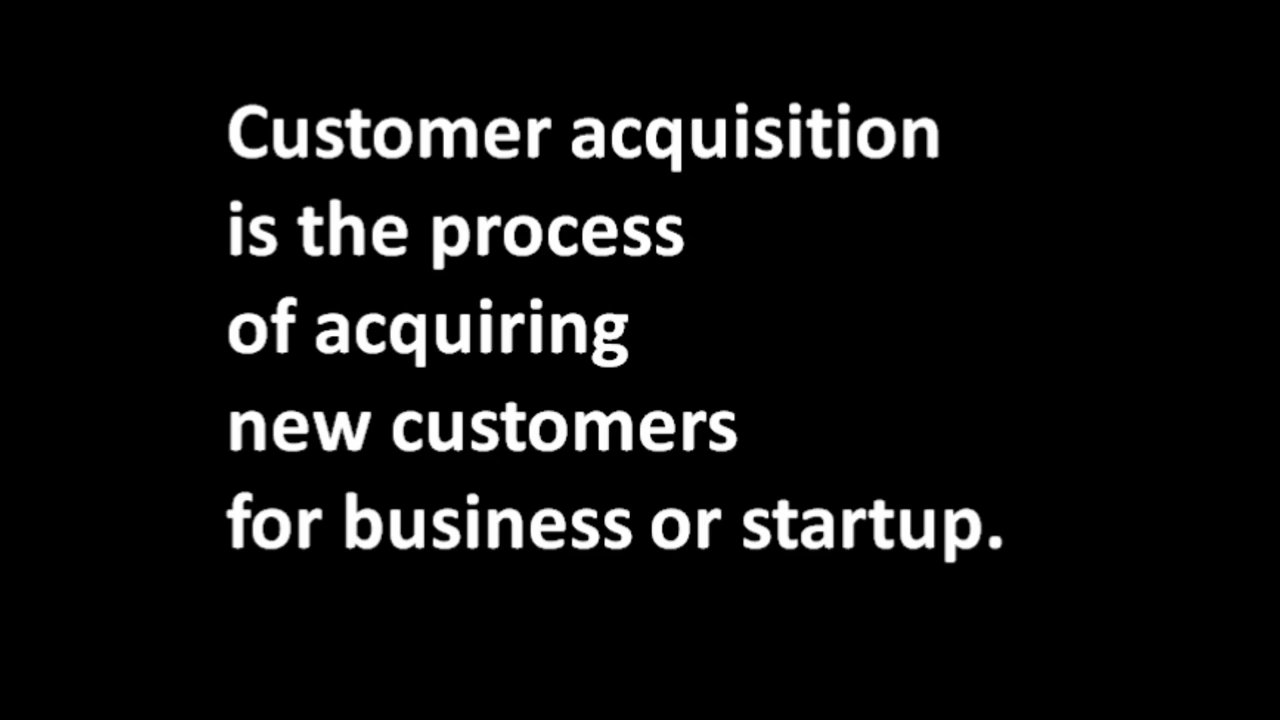 Customer acquisition
is the process
of acquiring
new customers
for business or startup.